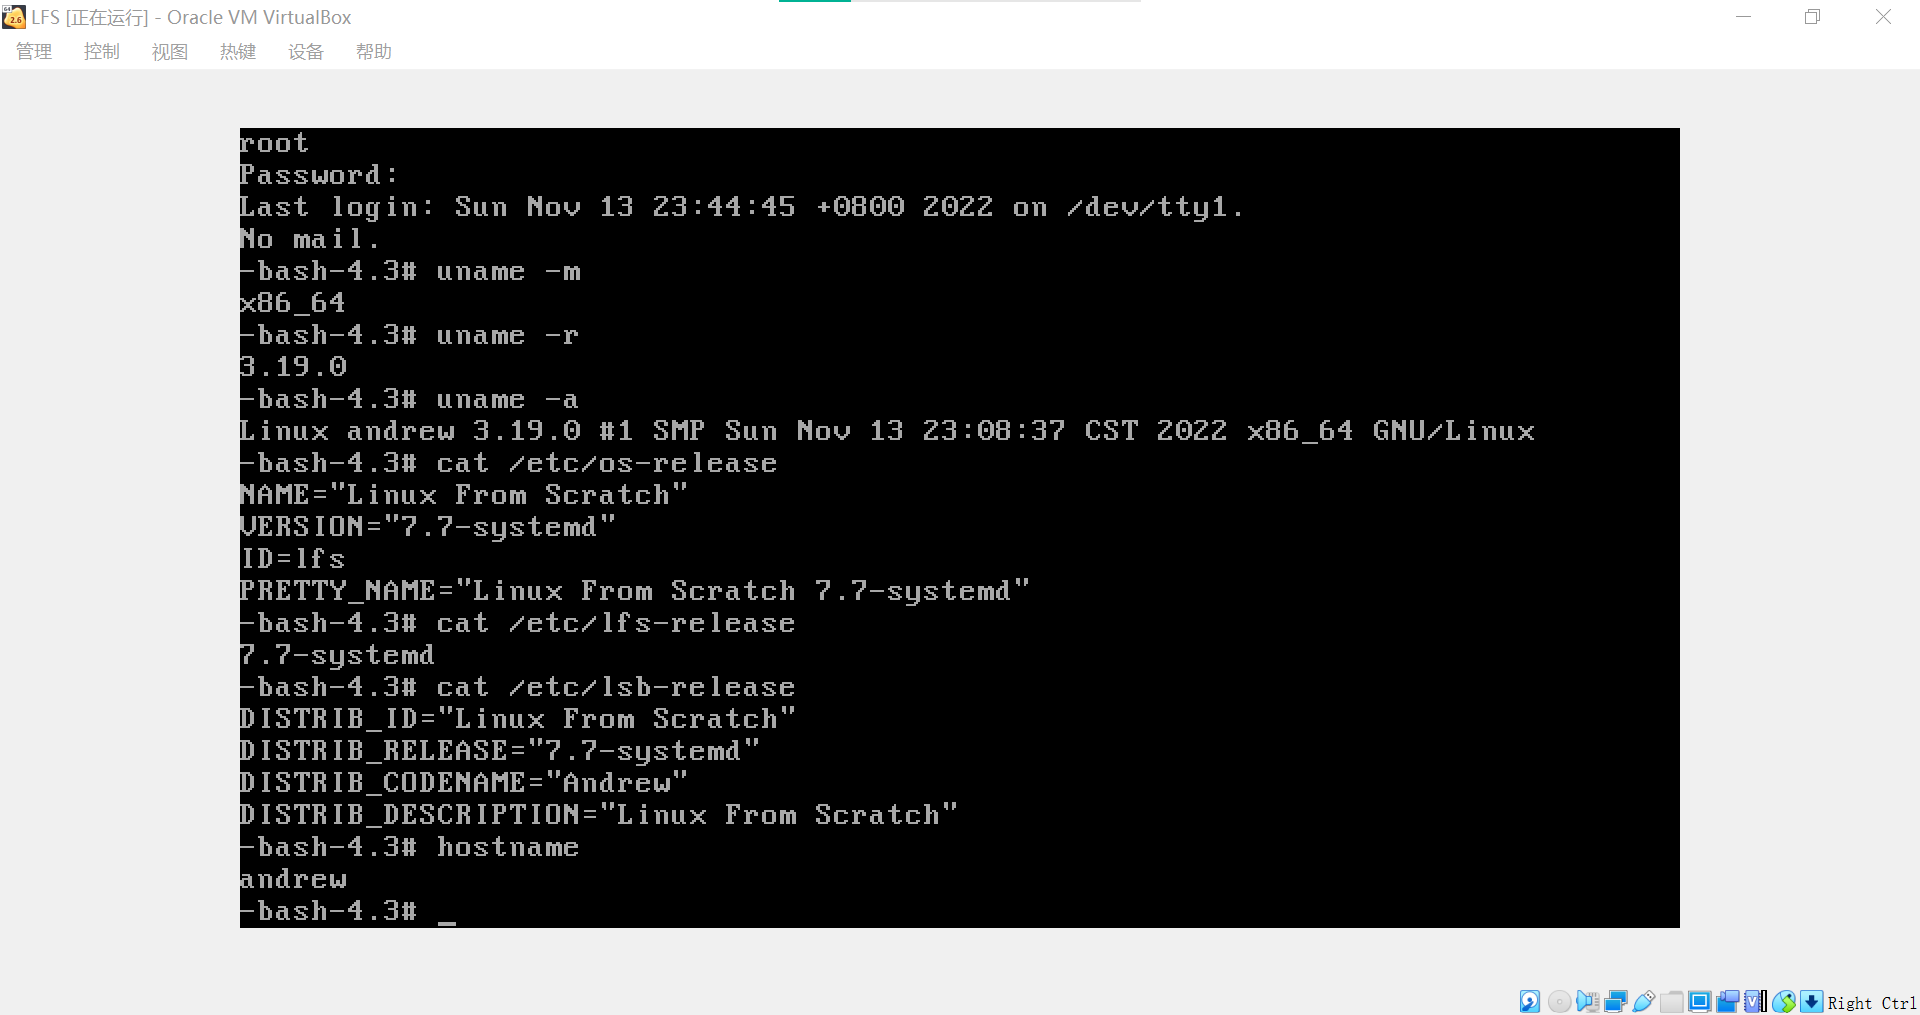 LFS [正在运行] - Oracle VM VirtualBox
管理 控制 视图 热键 设备 帮助
root
Password:
Last login: Sun Nov 13 23:44:45 +0800 2022 on /dev/tty1.
No mail.
-bash-4.3# uname -m
x86_64
-bash-4.3# uname -r
3.19.0
-bash-4.3# uname -a
Linux andrew 3.19.0 #1 SMP Sun Nov 13 23:08:37 CST 2022 x86_64 GNU/Linux
-bash-4.3# cat /etc/os-release
NAME="Linux From Scratch"
VERSION="7.7-systemd"
ID=lfs
PRETTY_NAME="Linux From Scratch 7.7-systemd"
-bash-4.3# cat /etc/lfs-release
7.7-systemd
-bash-4.3# cat /etc/lsb-release
DISTRIB_ID="Linux From Scratch"
DISTRIB_RELEASE="7.7-systemd"
DISTRIB_CODENAME="Andrew"
DISTRIB_DESCRIPTION="Linux From Scratch"
-bash-4.3# hostname
andrew
-bash-4.3# _
Right Ctrl